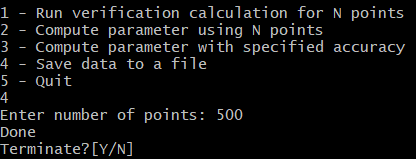 1 - Run verification calculation for N points
2 - Compute parameter using N points
3 - Compute parameter with specified accuracy
4 - Save data to a file
5 - Quit
4
Enter number of points: 500
Done
Terminate?[Y/N]